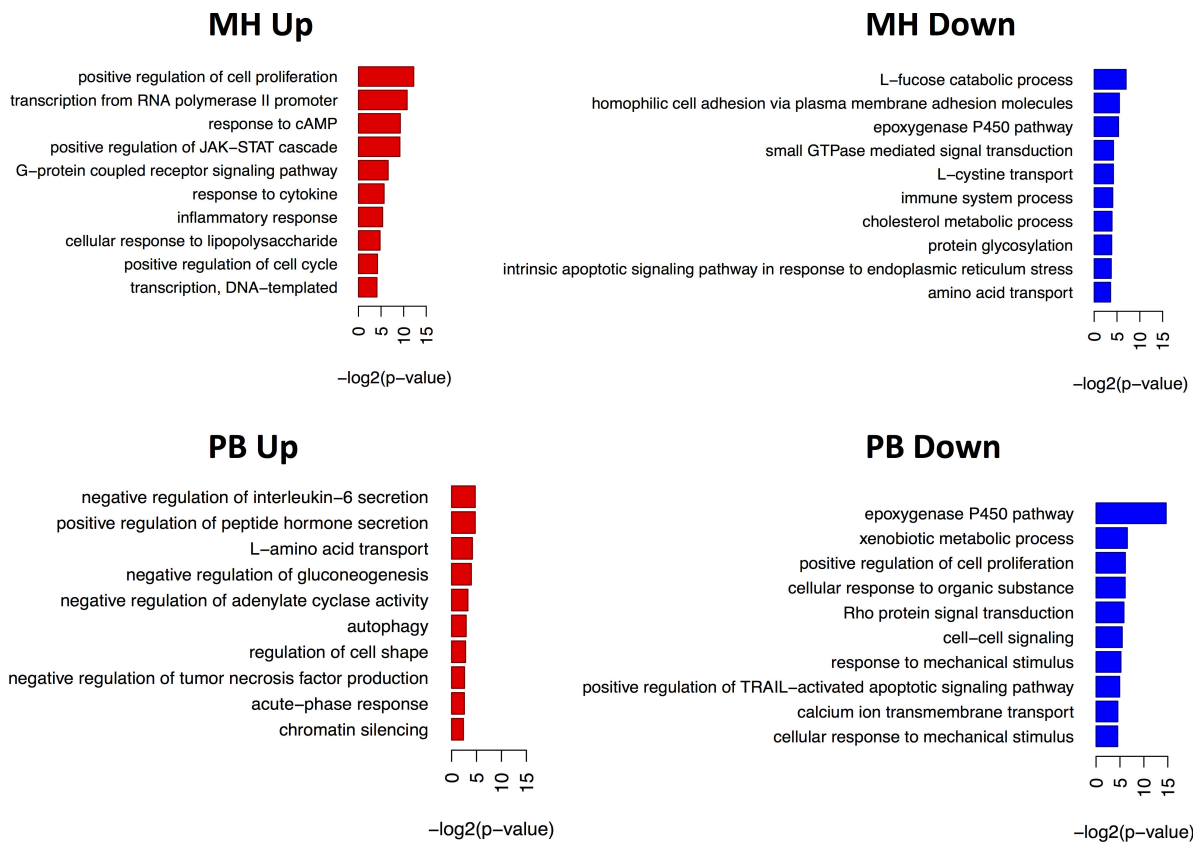 MH Up
positive regulation of cell proliferation
transcription from RNA polymerase II promoter
response to cAMP
positive regulation of JAK−STAT cascade
G−protein coupled receptor signaling pathway
response to cytokine
inflammatory response
cellular response to lipopolysaccharide
positive regulation of cell cycle
transcription, DNA−templated
0 5 10 15
−log2(p−value)
MH Down
L−fucose catabolic process
homophilic cell adhesion via plasma membrane adhesion molecules
epoxygenase P450 pathway
small GTPase mediated signal transduction
L−cystine transport
immune system process
cholesterol metabolic process
protein glycosylation
intrinsic apoptotic signaling pathway in response to endoplasmic reticulum stress
amino acid transport
0 5 10 15
−log2(p−value)
PB Up
negative regulation of interleukin−6 secretion
positive regulation of peptide hormone secretion
L−amino acid transport
negative regulation of gluconeogenesis
negative regulation of adenylate cyclase activity
autophagy
regulation of cell shape
negative regulation of tumor necrosis factor production
acute−phase response
chromatin silencing
0 5 10 15
−log2(p−value)
PB Down
epoxygenase P450 pathway
xenobiotic metabolic process
positive regulation of cell proliferation
cellular response to organic substance
Rho protein signal transduction
cell−cell signaling
response to mechanical stimulus
positive regulation of TRAIL−activated apoptotic signaling pathway
calcium ion transmembrane transport
cellular response to mechanical stimulus
0 5 10 15
−log2(p−value)